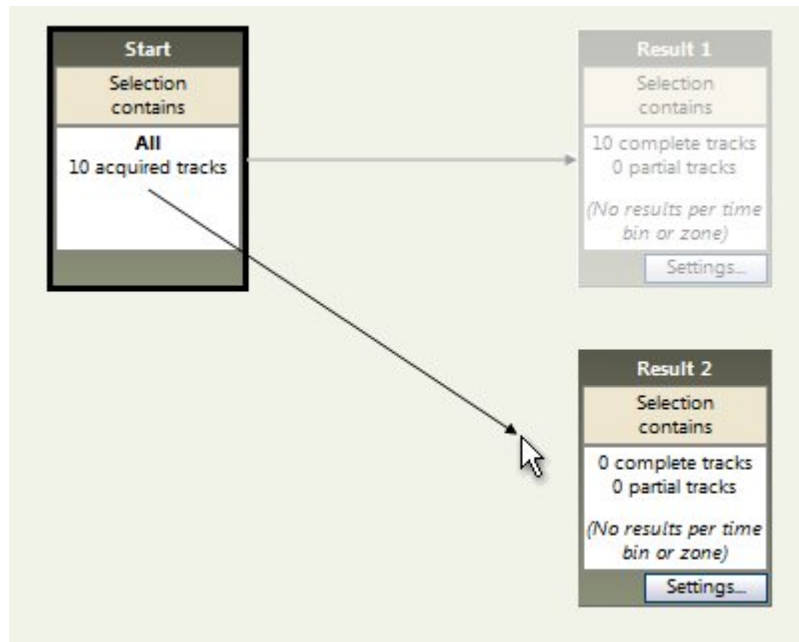 Start
Selection
contains
All
10 acquired tracks
Result 1
Selection
contains
10 complete tracks
0 partial tracks
(No results per time
bin or zone)
Settings...
Result 2
Selection
contains
0 complete tracks
0 partial tracks
(No results per time
bin or zone)
Settings...